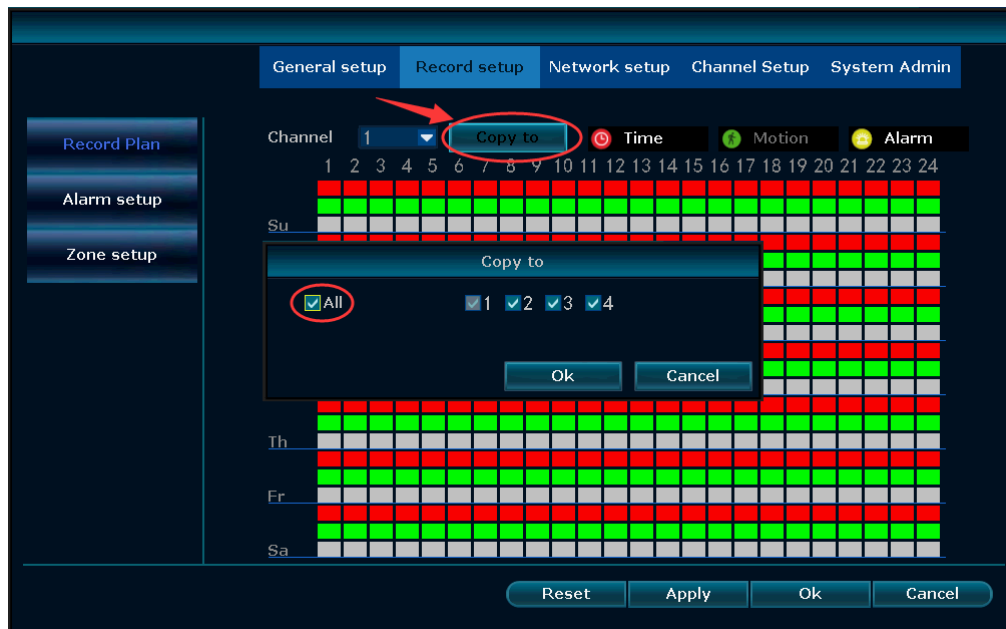 General setup Record setup Network setup Channel Setup System Admin
Record Plan
Alarm setup
Zone setup
Channel 1 Copy to Time Motion Alarm
1 2 3 4 5 6 7 8 9 10 11 12 13 14 15 16 17 18 19 20 21 22 23 24
Su
Copy to
All 1 2 3 4
Ok Cancel
Th
Fr
Sa
Reset Apply Ok Cancel